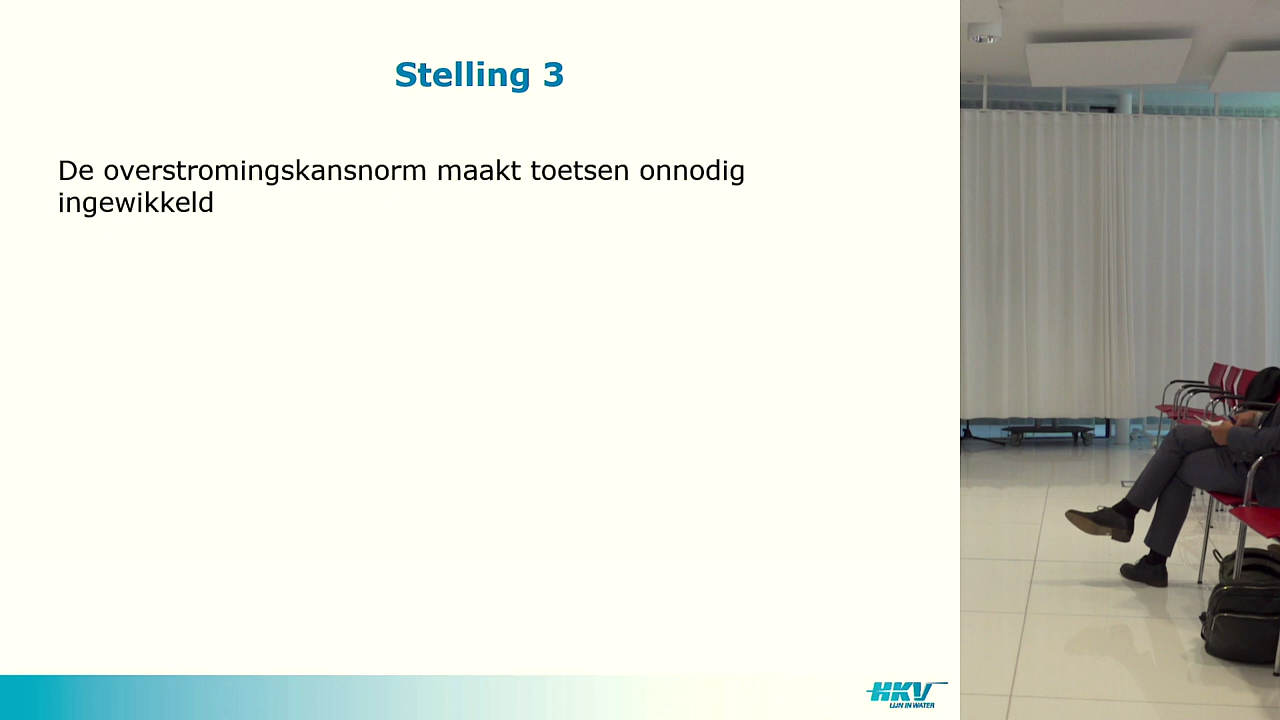 Stelling 3
De overstromingskansnorm maakt toetsen onnodig
ingewikkeld
HKV
LIJN IN WATER